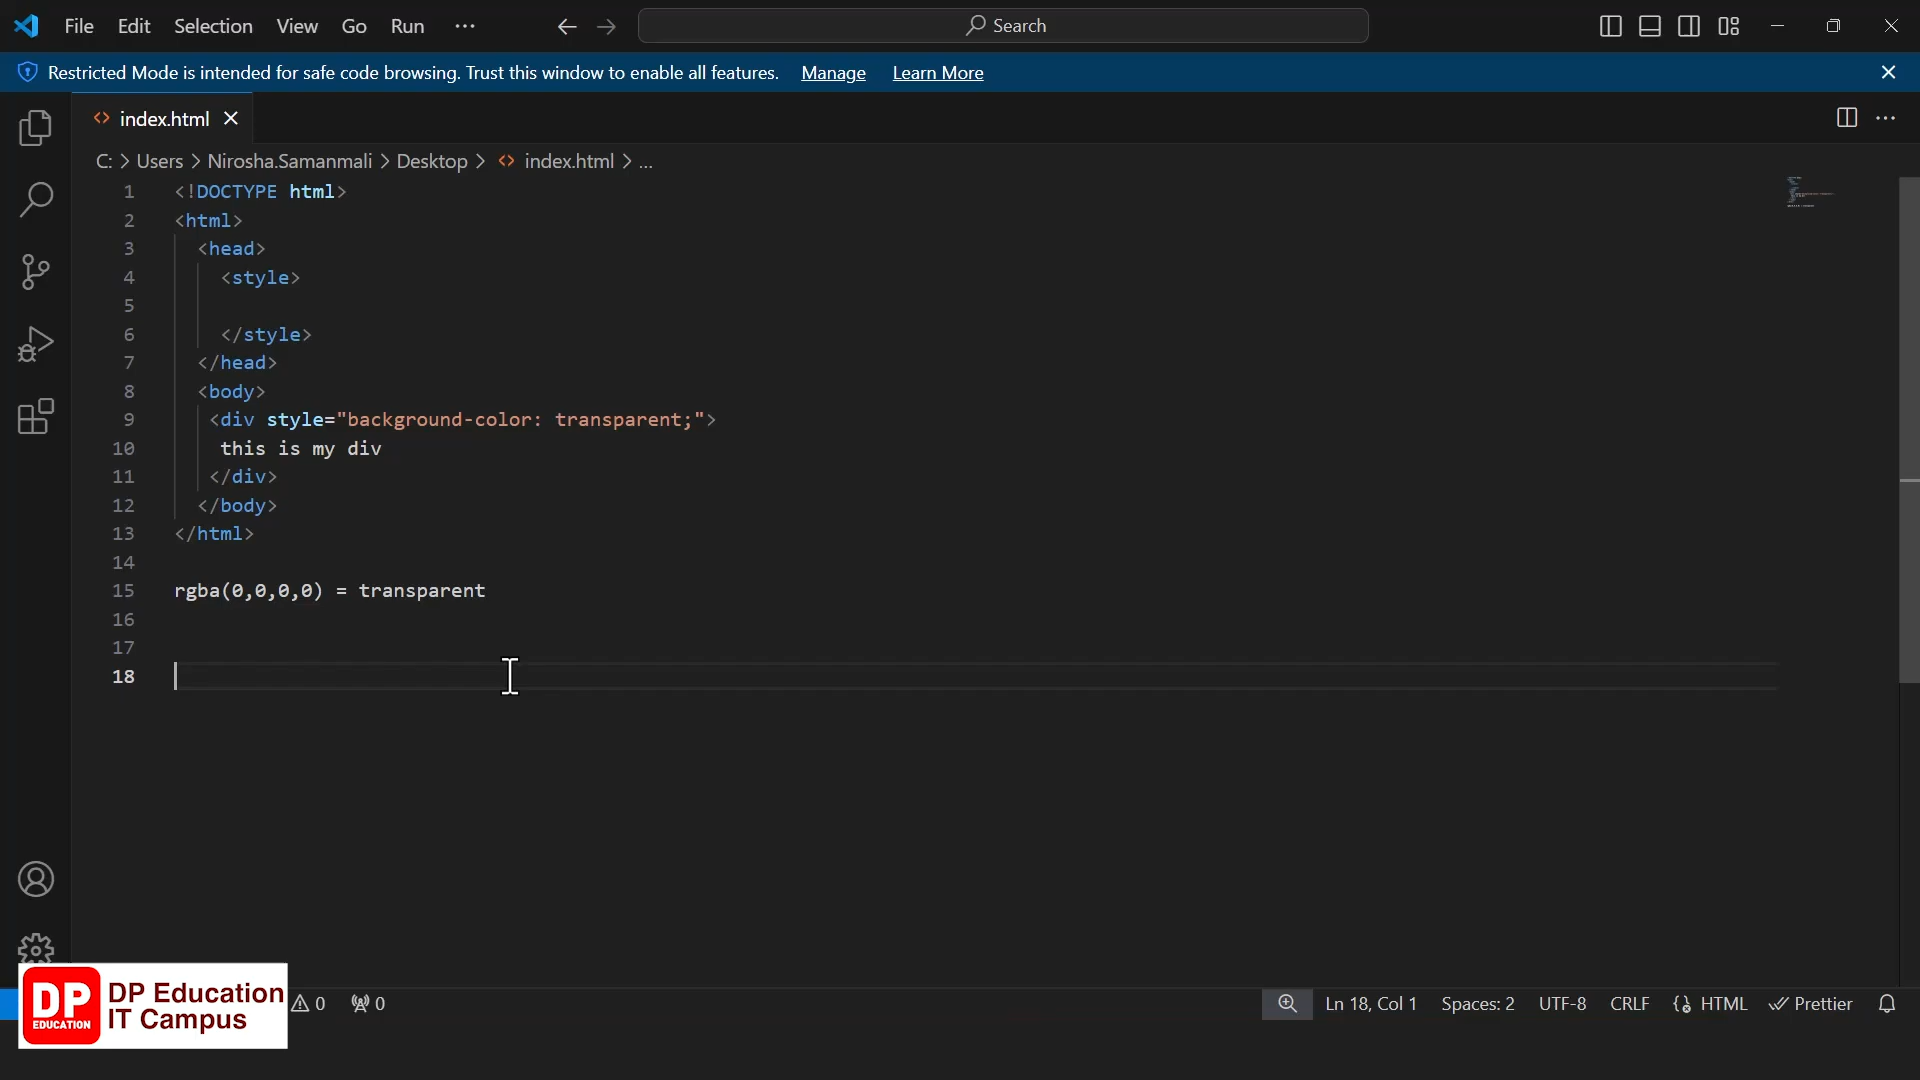 File Edit Selection View Go Run ··· Search
Restricted Mode is intended for safe code browsing. Trust this window to enable all features. Manage Learn More
index.html
C: > Users > Nirosha.Samanmali > Desktop > <> index.html > ...
1 <!DOCTYPE html>
2 <html>
3 <head>
4 <style>
5
6 </style>
7 </head>
8 <body>
9 <div style="background-color: transparent;">
10 this is my div
11 </div>
12 </body>
13 </html>
14
15 rgba(0,0,0,0) = transparent
16
17
18
DP EDUCATION
DP Education
IT Campus
0 0 Ln 18, Col 1 Spaces: 2 UTF-8 CRLF HTML Prettier